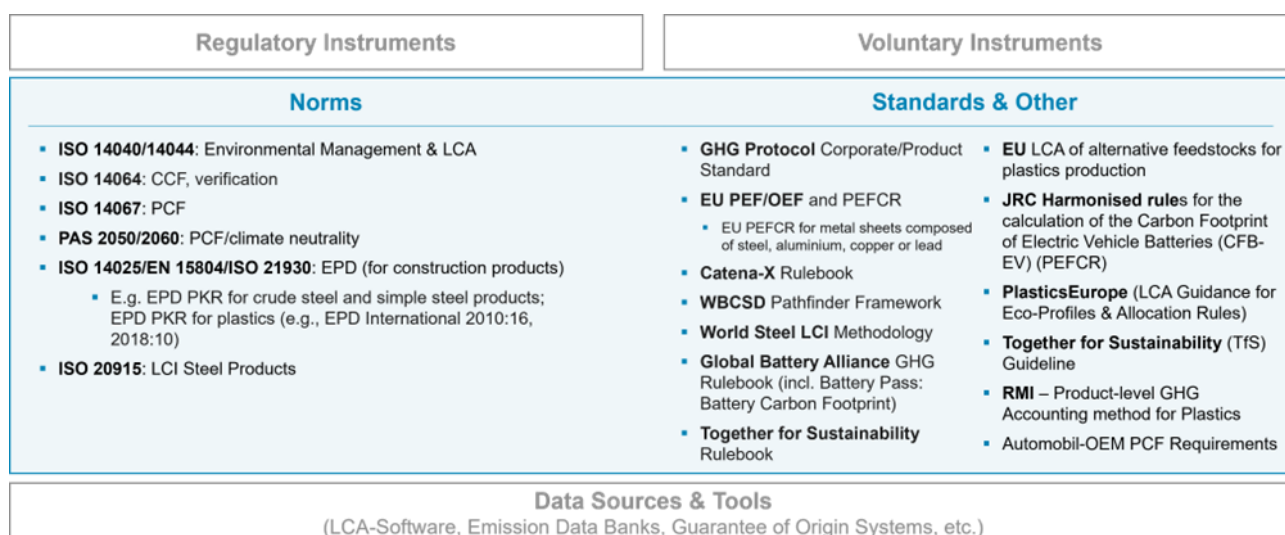 Regulatory Instruments
Voluntary Instruments
Norms
▪ ISO 14040/14044: Environmental Management & LCA
▪ ISO 14064: CCF, verification
▪ ISO 14067: PCF
▪ PAS 2050/2060: PCF/climate neutrality
▪ ISO 14025/EN 15804/ISO 21930: EPD (for construction products)
▪ E.g. EPD PKR for crude steel and simple steel products;
EPD PKR for plastics (e.g., EPD International 2010:16,
2018:10)
▪ ISO 20915: LCI Steel Products
Standards & Other
▪ GHG Protocol Corporate/Product
Standard
▪ EU PEF/OEF and PEFCR
▪ EU PEFCR for metal sheets composed
of steel, aluminium, copper or lead
▪ Catena-X Rulebook
▪ WBCSD Pathfinder Framework
▪ World Steel LCI Methodology
▪ Global Battery Alliance GHG
Rulebook (incl. Battery Pass:
Battery Carbon Footprint)
▪ Together for Sustainability
Rulebook
▪ EU LCA of alternative feedstocks for
plastics production
▪ JRC Harmonised rules for the
calculation of the Carbon Footprint
of Electric Vehicle Batteries (CFB-
EV) (PEFCR)
▪ PlasticsEurope (LCA Guidance for
Eco-Profiles & Allocation Rules)
▪ Together for Sustainability (TfS)
Guideline
▪ RMI – Product-level GHG
Accounting method for Plastics
▪ Automobil-OEM PCF Requirements
Data Sources & Tools
(LCA-Software, Emission Data Banks, Guarantee of Origin Systems, etc.)